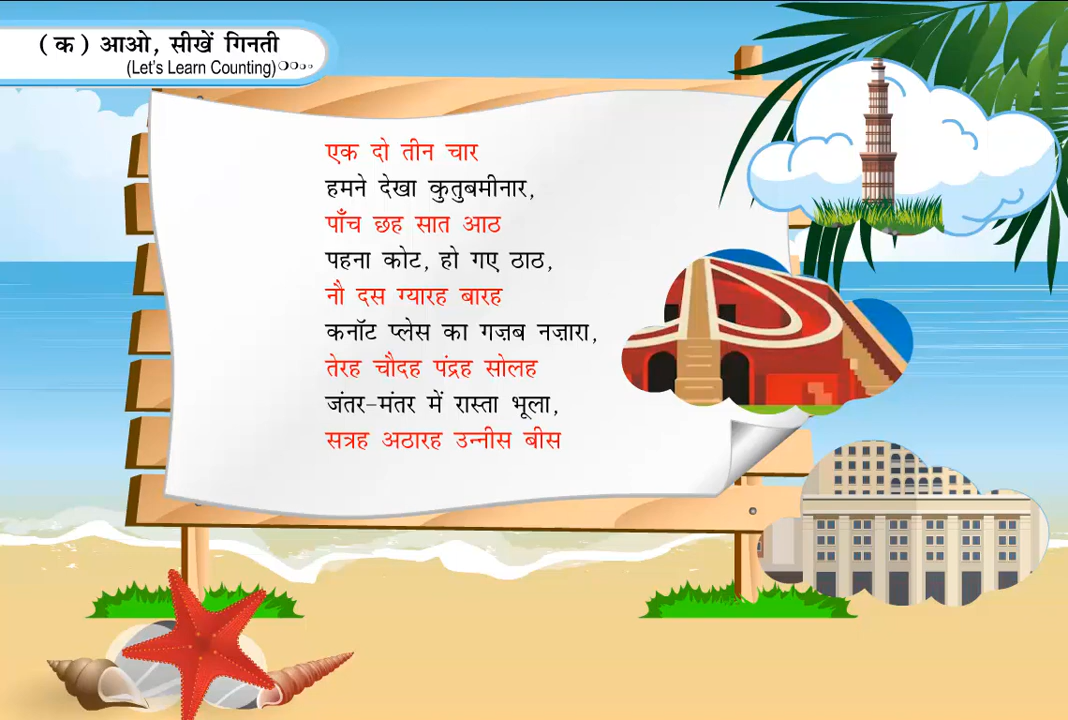 (क) आओ, सीखें गिनती
(Let's Learn Counting)
एक दो तीन चार
हमने देखा कुतुबमीनार,
पाँच छह सात आठ
पहना कोट, हो गए ठाठ,
नौ दस ग्यारह बारह
कनॉट प्लेस का गज़ब नज़ारा,
तेरह चौदह पंद्रह सोलह
जंतर-मंतर में रास्ता भूला,
सत्रह अठारह उन्नीस बीस